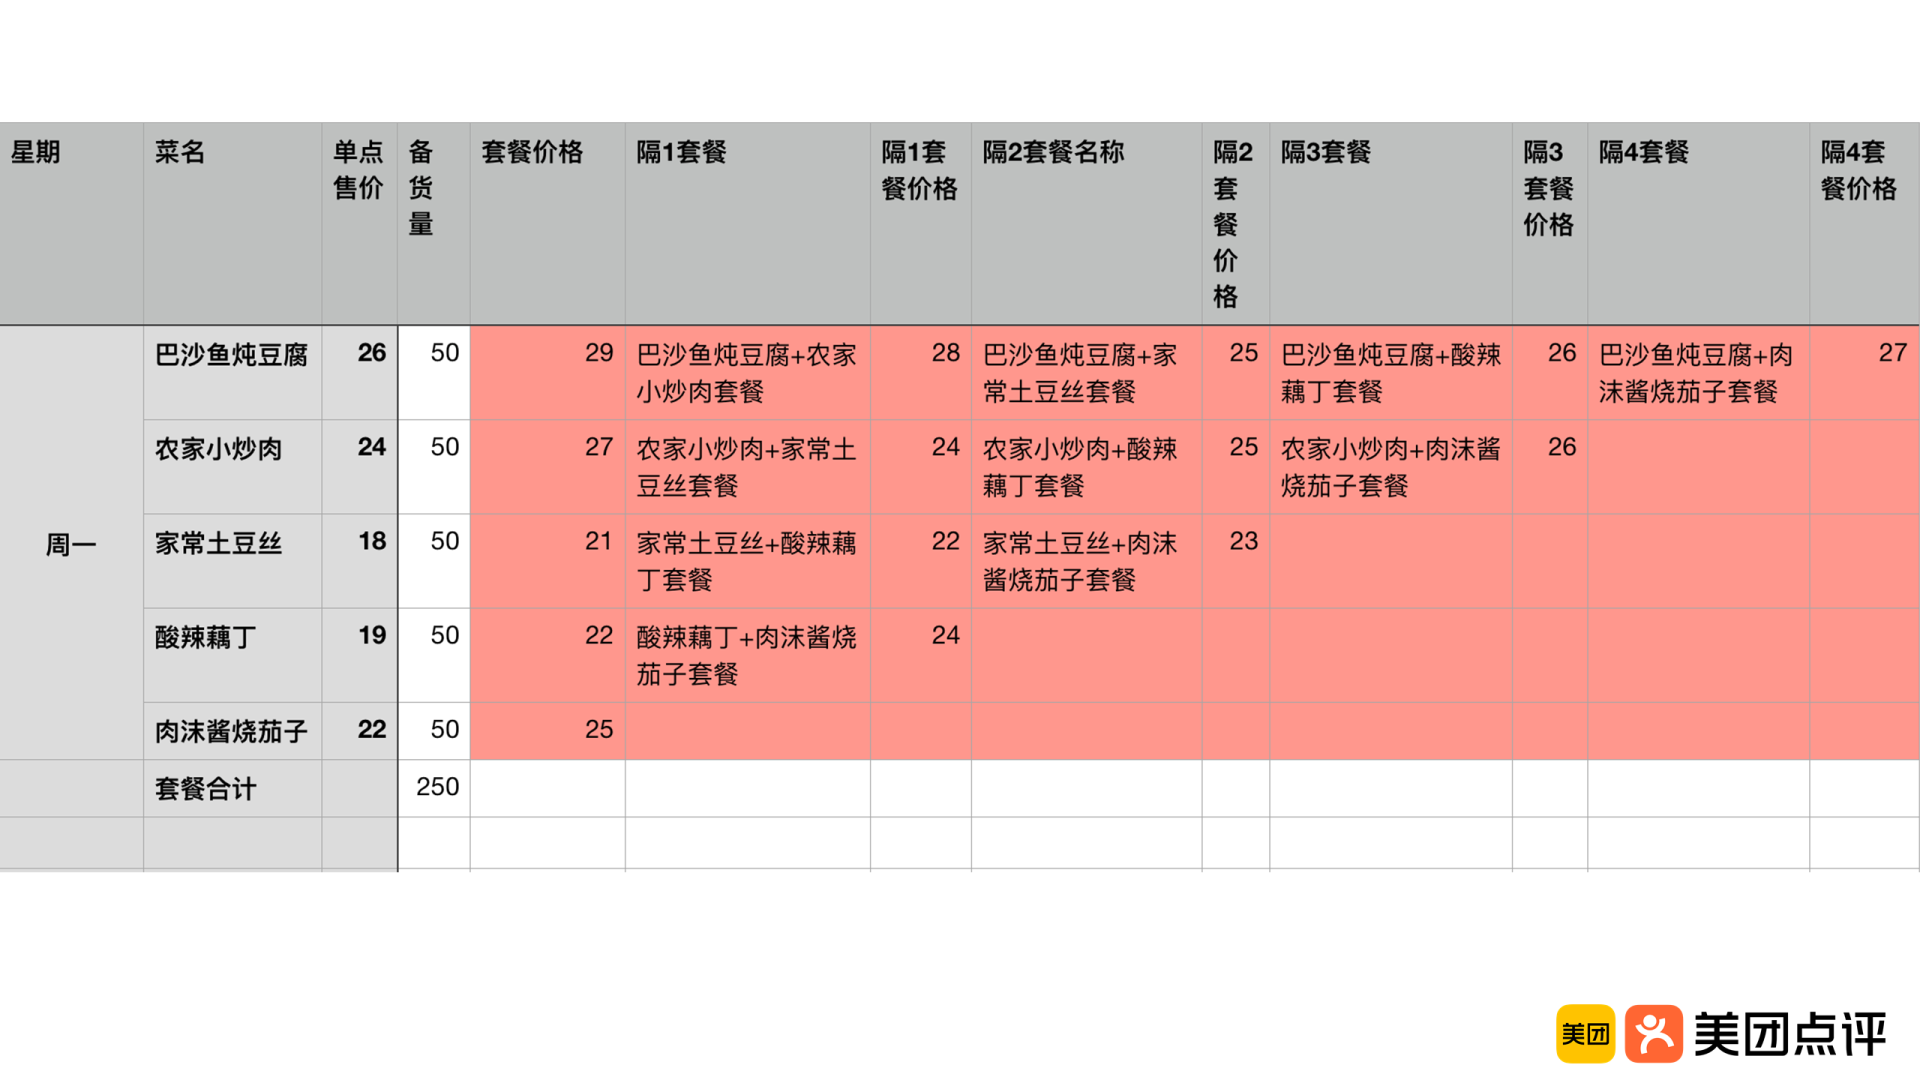 星期 菜名 单点售价 备货量 套餐价格 隔1套餐 隔1套餐价格 隔2套餐名称 隔2套餐价格 隔3套餐 隔3套餐价格 隔4套餐 隔4套餐价格
周一
巴沙鱼炖豆腐 26 50 29 巴沙鱼炖豆腐+农家小炒肉套餐 28 巴沙鱼炖豆腐+家常土豆丝套餐 25 巴沙鱼炖豆腐+酸辣藕丁套餐 26 巴沙鱼炖豆腐+肉沫酱烧茄子套餐 27
农家小炒肉 24 50 27 农家小炒肉+家常土豆丝套餐 24 农家小炒肉+酸辣藕丁套餐 25 农家小炒肉+肉沫酱烧茄子套餐 26
家常土豆丝 18 50 21 家常土豆丝+酸辣藕丁套餐 22 家常土豆丝+肉沫酱烧茄子套餐 23
酸辣藕丁 19 50 22 酸辣藕丁+肉沫酱烧茄子套餐 24
肉沫酱烧茄子 22 50 25
套餐合计 250
美团 美团点评